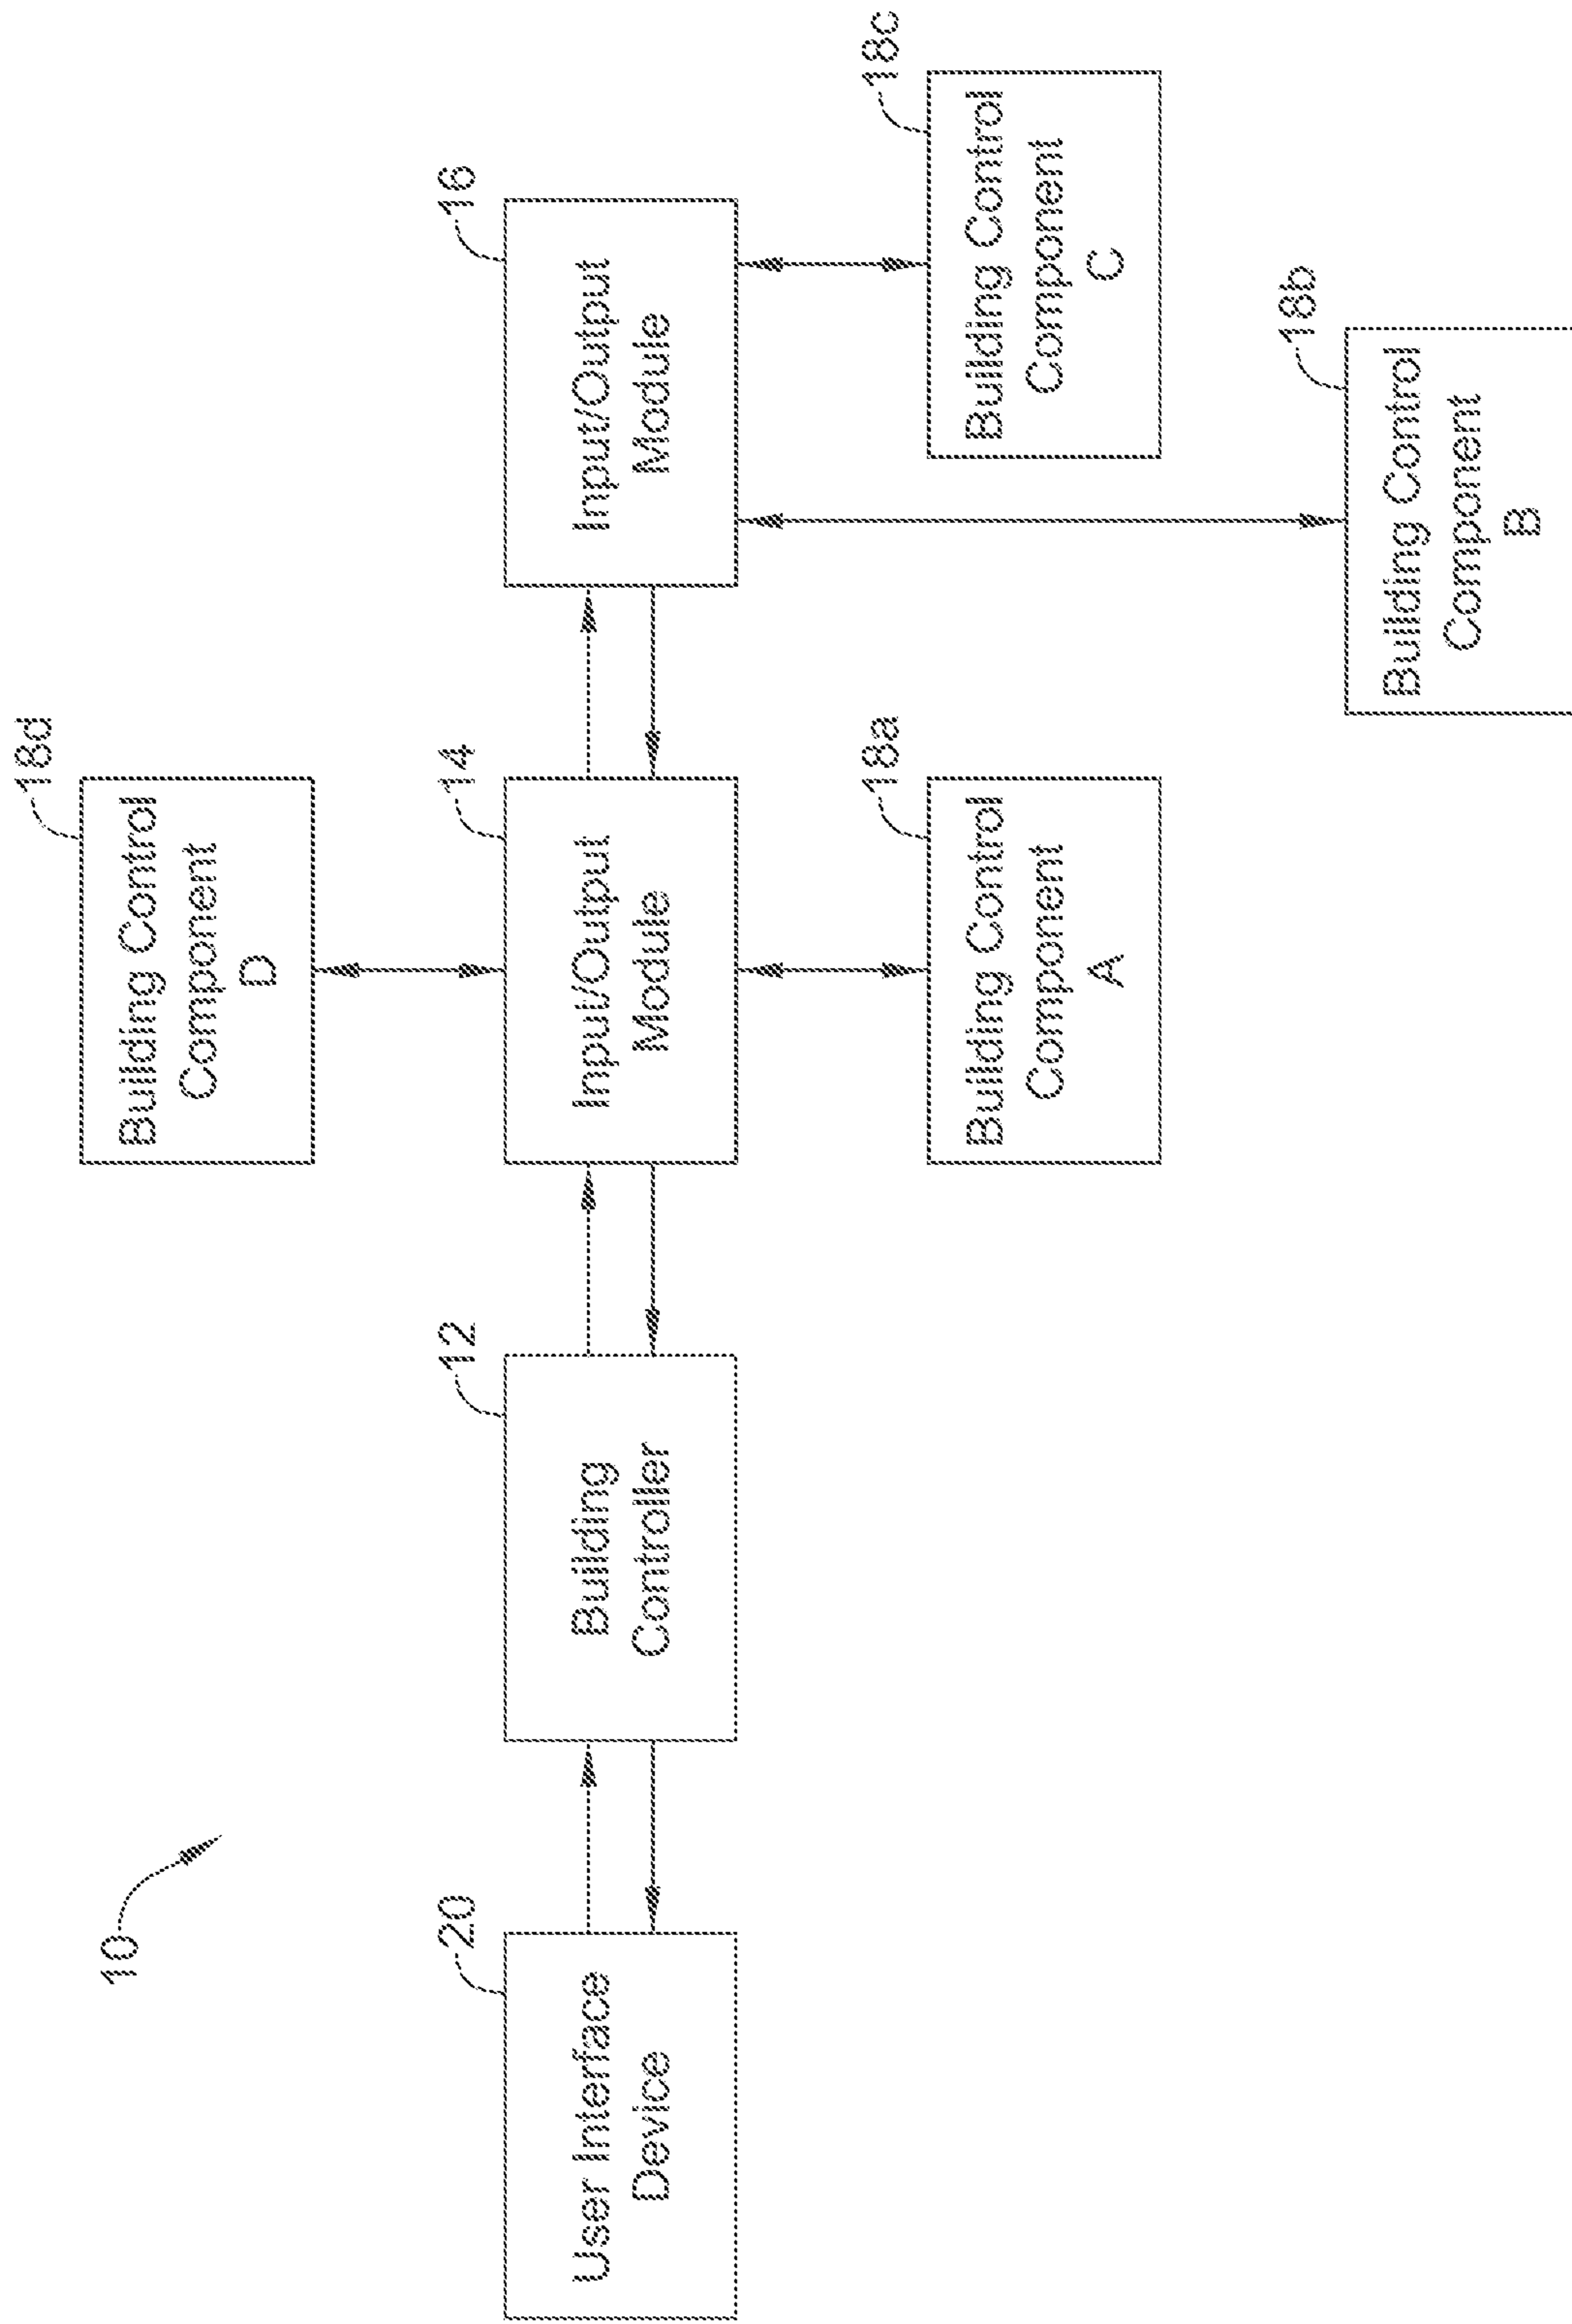 10
18d
Building Control
Component
D
20
User Interface
Device
12
Building
Controller
14
Input/Output
Module
16
Input/Output
Module
18a
Building Control
Component
A
18c
Building Control
Component
C
18b
Building Control
Component
B